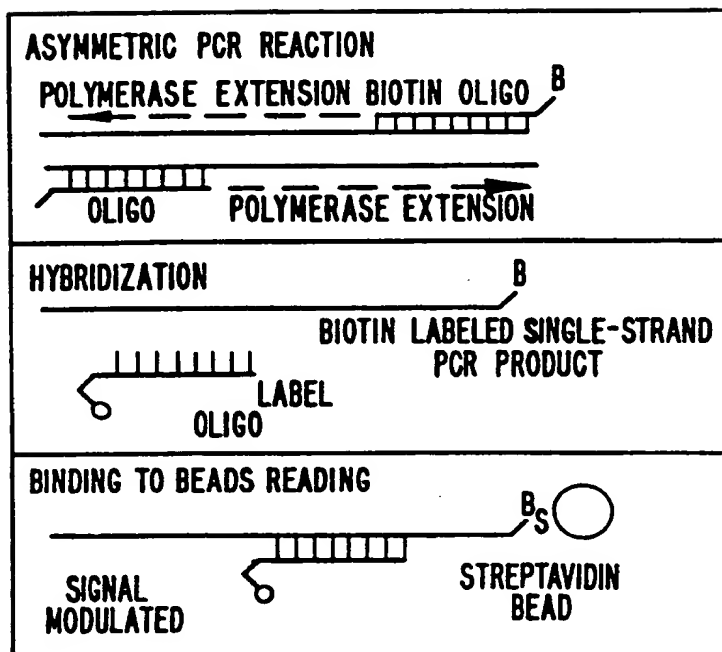 ASYMMETRIC PCR REACTION
B
POLYMERASE EXTENSION BIOTIN OLIGO
OLIGO POLYMERASE EXTENSION
HYBRIDIZATION
B
BIOTIN LABELED SINGLE-STRAND
PCR PRODUCT
LABEL
OLIGO
BINDING TO BEADS READING
B
S
SIGNAL
MODULATED
STREPTAVIDIN
BEAD